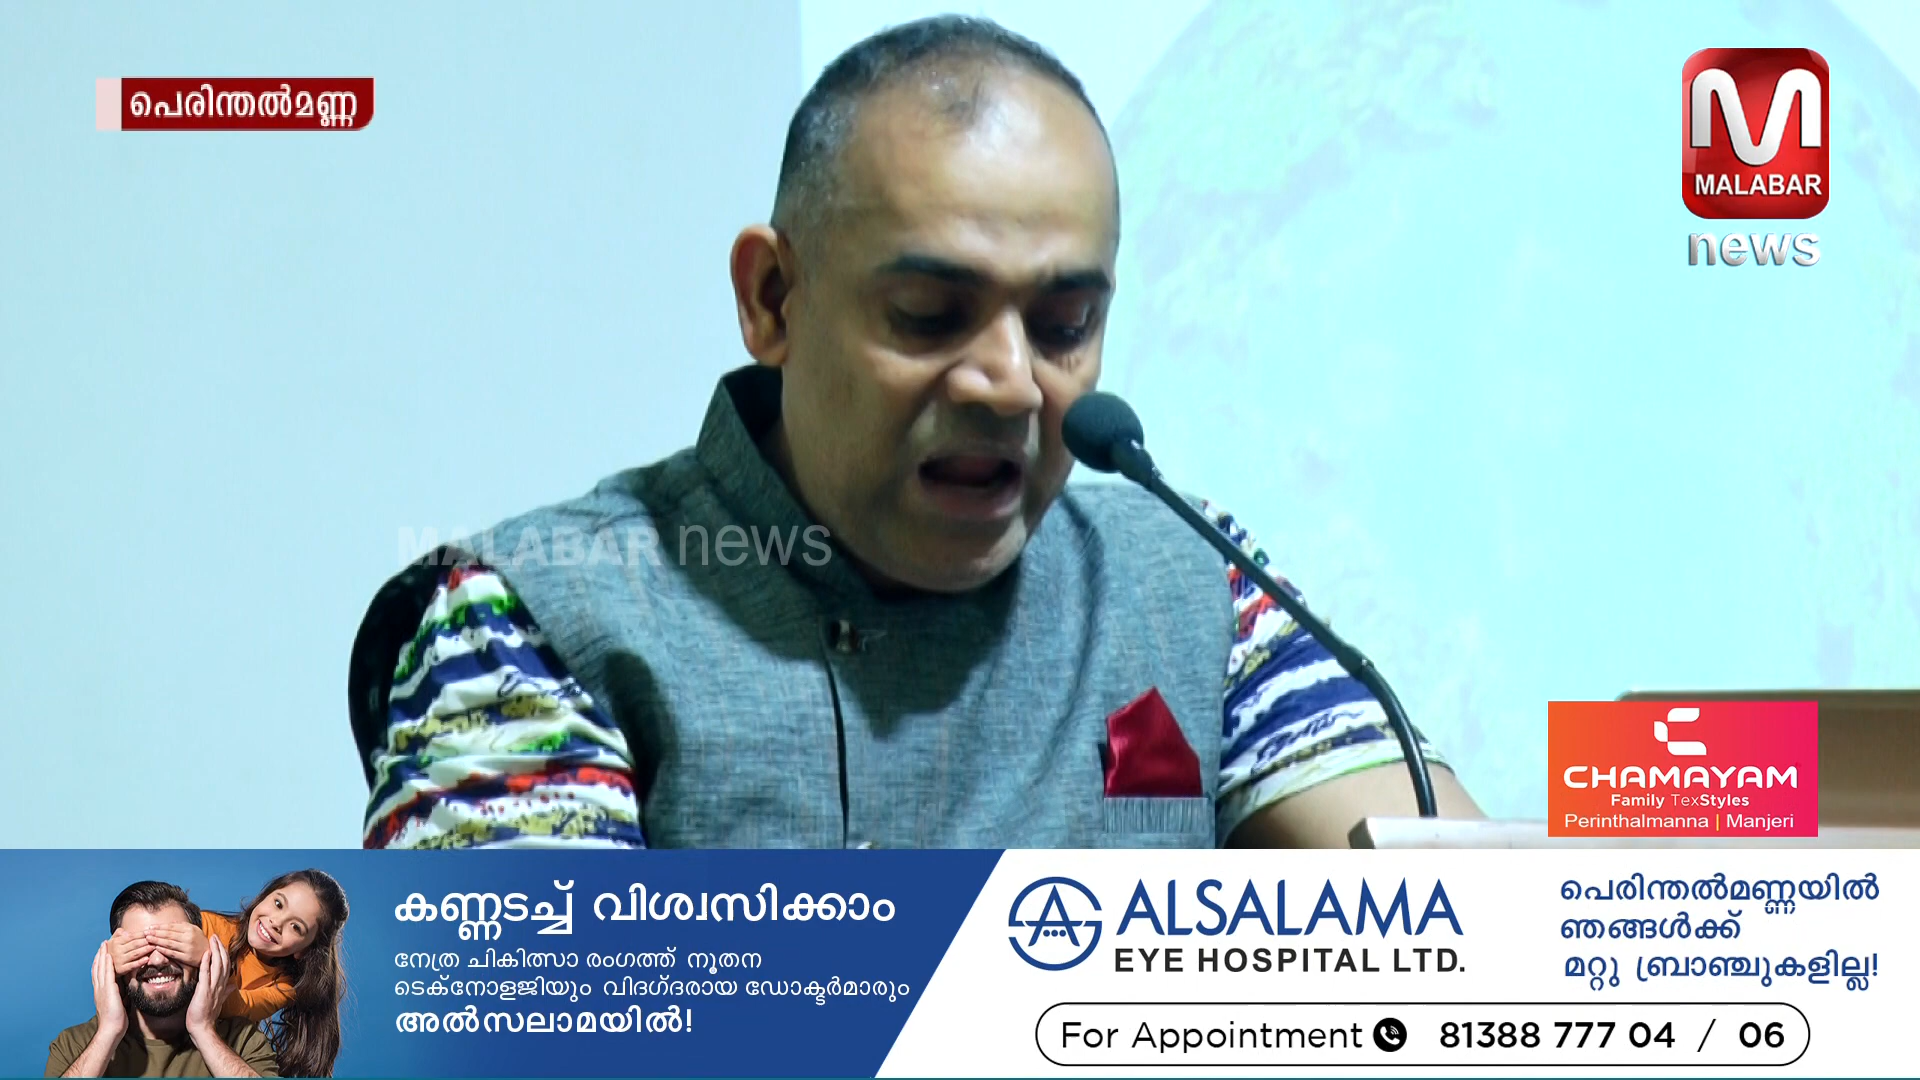 പെരിന്തൽമണ്ണ
MALABAR
news
MALABAR news
CHAMAYAM
Family TexStyles
Perinthalmanna | Manjeri
കണ്ണടച്ച് വിശ്വസിക്കാം
നേത്ര ചികിത്സാ രംഗത്ത് നൂതന
ടെക്നോളജിയും വിദഗ്ദരായ ഡോക്ടർമാരും
അൽസലാമയിൽ!
ALSALAMA
EYE HOSPITAL LTD.
പെരിന്തൽമണ്ണയിൽ
ഞങ്ങൾക്ക്
മറ്റു ബ്രാഞ്ചുകളില്ല!
For Appointment 81388 777 04 / 06